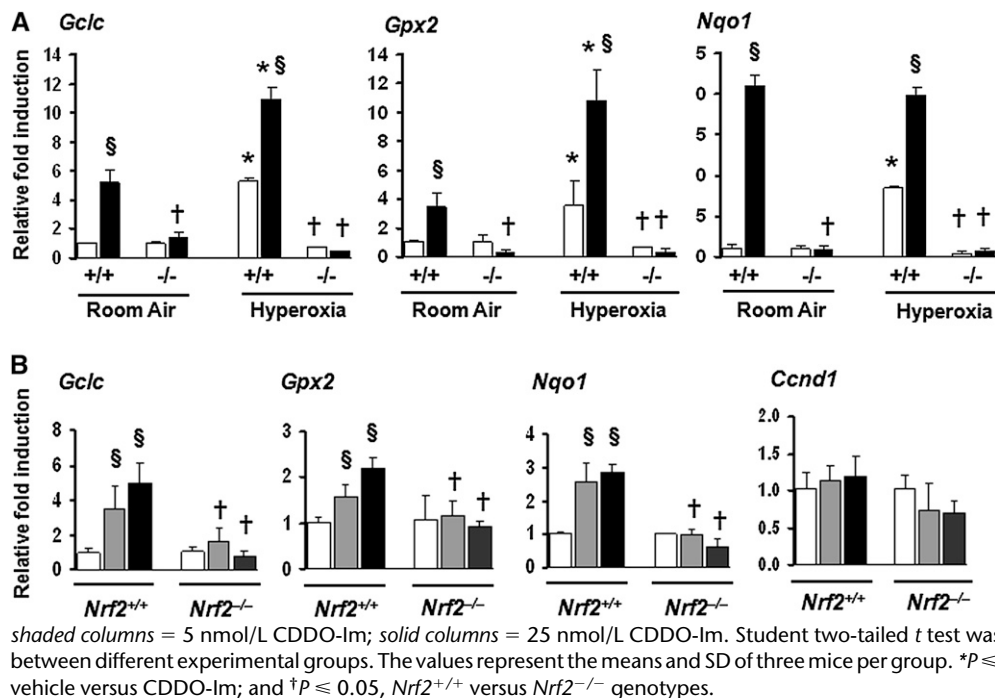 A
Gclc
Gpx2
Nqo1
Relative fold induction
14
12
10
8
6
4
2
0
§
†
*
* §
† †
+/+ -/- +/+ -/-
Room Air Hyperoxia
14
12
10
8
6
4
2
0
§
†
*
* §
† †
+/+ -/- +/+ -/-
Room Air Hyperoxia
5
0
5
0
5
0
§
†
*
§
† †
+/+ -/- +/+ -/-
Room Air Hyperoxia
B
Gclc
Gpx2
Nqo1
Ccnd1
Relative fold induction
8
6
4
2
0
§ §
† †
Nrf2+/+ Nrf2−/−
3
2
1
0
§ §
† †
Nrf2+/+ Nrf2−/−
4
3
2
1
0
§ §
† †
Nrf2+/+ Nrf2−/−
2.0
1.5
1.0
0.5
0.0
Nrf2+/+ Nrf2−/−
shaded columns = 5 nmol/L CDDO-Im; solid columns = 25 nmol/L CDDO-Im. Student two-tailed t test was
between different experimental groups. The values represent the means and SD of three mice per group. *P ≤
vehicle versus CDDO-Im; and †P ≤ 0.05, Nrf2+/+ versus Nrf2−/− genotypes.